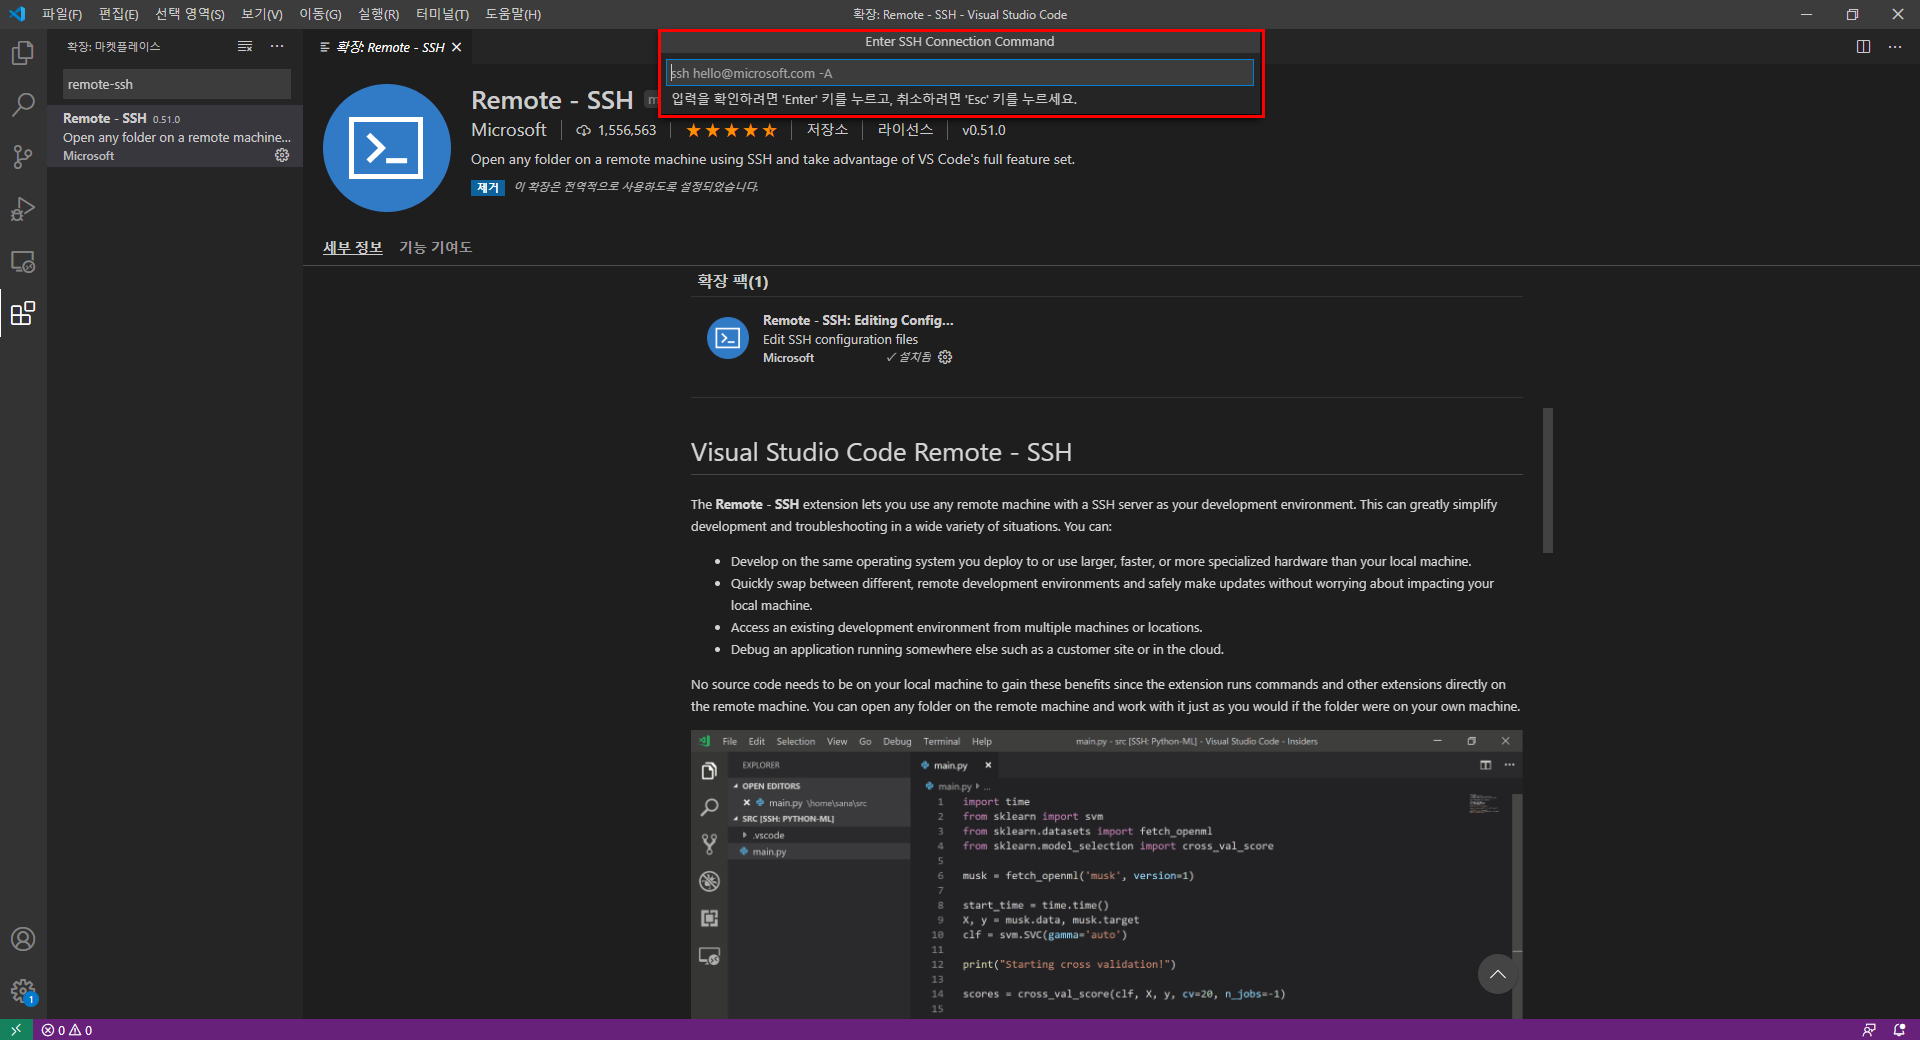 파일(F) 편집(E) 선택 영역(S) 보기(V) 이동(G) 실행(R) 터미널(T) 도움말(H)
확장: Remote - SSH - Visual Studio Code
확장: 마켓플레이스
remote-ssh
Remote - SSH 0.51.0
Open any folder on a remote machine...
Microsoft
확장: Remote - SSH
Enter SSH Connection Command
ssh hello@microsoft.com -A
입력을 확인하려면 'Enter' 키를 누르고, 취소하려면 'Esc' 키를 누르세요.
Remote - SSH
Microsoft 1,556,563 저장소 라이선스 v0.51.0
Open any folder on a remote machine using SSH and take advantage of VS Code's full feature set.
제거 이 확장은 전역적으로 사용하도록 설정되었습니다.
세부 정보 기능 기여도
확장 팩(1)
Remote - SSH: Editing Config...
Edit SSH configuration files
Microsoft ✓ 설치됨
Visual Studio Code Remote - SSH
The Remote - SSH extension lets you use any remote machine with a SSH server as your development environment. This can greatly simplify
development and troubleshooting in a wide variety of situations. You can:
• Develop on the same operating system you deploy to or use larger, faster, or more specialized hardware than your local machine.
• Quickly swap between different, remote development environments and safely make updates without worrying about impacting your
local machine.
• Access an existing development environment from multiple machines or locations.
• Debug an application running somewhere else such as a customer site or in the cloud.
No source code needs to be on your local machine to gain these benefits since the extension runs commands and other extensions directly on
the remote machine. You can open any folder on the remote machine and work with it just as you would if the folder were on your own machine.
File Edit Selection View Go Debug Terminal Help
main.py - src [SSH: Python-ML] - Visual Studio Code - Insiders
EXPLORER
OPEN EDITORS
main.py \home\sana\src
SRC [SSH: PYTHON-ML]
.vscode
main.py
main.py
main.py ...
1 import time
2 from sklearn import svm
3 from sklearn.datasets import fetch_openml
4 from sklearn.model_selection import cross_val_score
5
6 musk = fetch_openml('musk', version=1)
7
8 start_time = time.time()
9 X, y = musk.data, musk.target
10 clf = svm.SVC(gamma='auto')
11
12 print("Starting cross validation!")
13
14 scores = cross_val_score(clf, X, y, cv=20, n_jobs=-1)
15
1
0 0